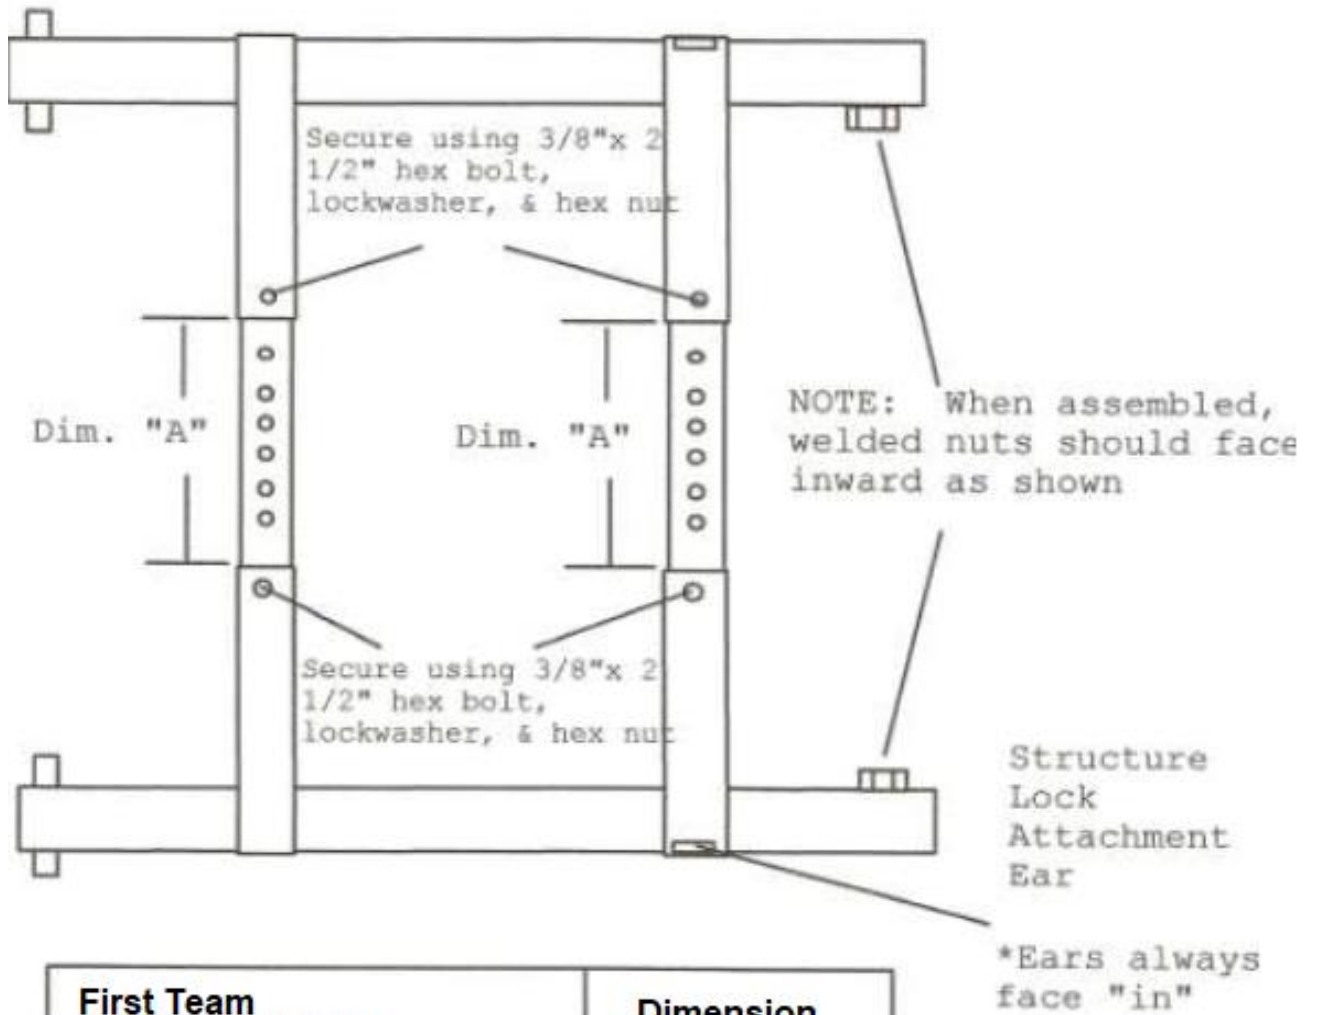 Secure using 3/8"x 2
1/2" hex bolt,
lockwasher, & hex nut
Dim. "A"
Dim. "A"
NOTE: When assembled,
welded nuts should face
inward as shown
Secure using 3/8"x 2
1/2" hex bolt,
lockwasher, & hex nut
Structure
Lock
Attachment
Ear
*Ears always
face "in"
First Team
Dimension